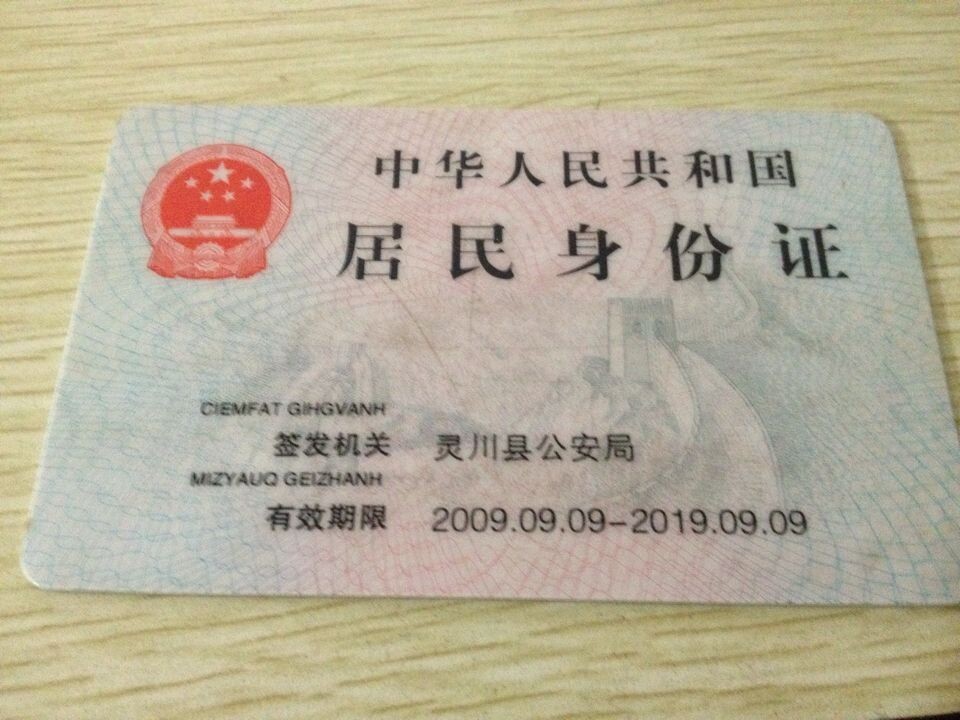 中华人民共和国
居民身份证
CIEMFAT GIHGVANH
签发机关 灵川县公安局
MIZYAUQ GEIZHANH
有效期限 2009.09.09-2019.09.09